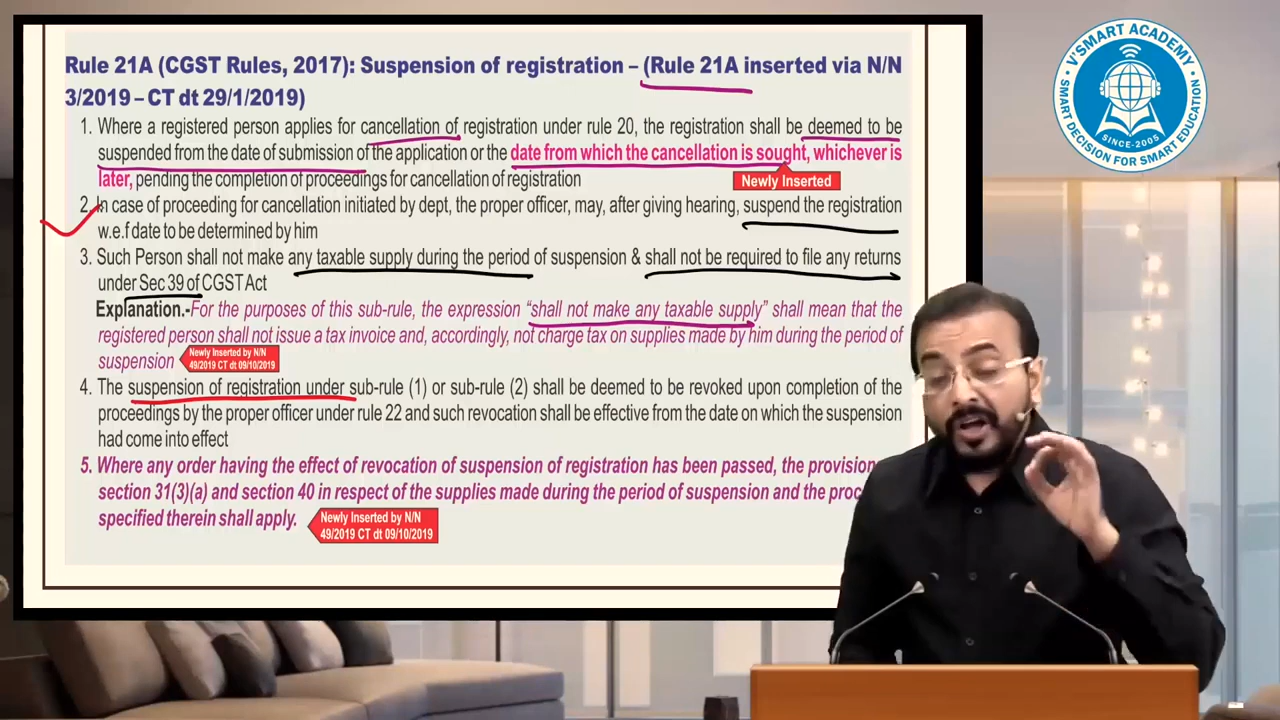 Rule 21A (CGST Rules, 2017): Suspension of registration – (Rule 21A inserted via N/N
3/2019 – CT dt 29/1/2019)
1. Where a registered person applies for cancellation of registration under rule 20, the registration shall be deemed to be
suspended from the date of submission of the application or the date from which the cancellation is sought, whichever is
later, pending the completion of proceedings for cancellation of registration
Newly Inserted
2. In case of proceeding for cancellation initiated by dept, the proper officer, may, after giving hearing, suspend the registration
w.e.f date to be determined by him
3. Such Person shall not make any taxable supply during the period of suspension & shall not be required to file any returns
under Sec 39 of CGST Act
Explanation.-For the purposes of this sub-rule, the expression “shall not make any taxable supply” shall mean that the
registered person shall not issue a tax invoice and, accordingly, not charge tax on supplies made by him during the period of
suspension
Newly Inserted by N/N
49/2019 CT dt 09/10/2019
4. The suspension of registration under sub-rule (1) or sub-rule (2) shall be deemed to be revoked upon completion of the
proceedings by the proper officer under rule 22 and such revocation shall be effective from the date on which the suspension
had come into effect
5. Where any order having the effect of revocation of suspension of registration has been passed, the provision
section 31(3)(a) and section 40 in respect of the supplies made during the period of suspension and the proc
specified therein shall apply.
Newly Inserted by N/N
49/2019 CT dt 09/10/2019
V'SMART ACADEMY
SINCE-2005
SMART DECISION FOR SMART EDUCATION